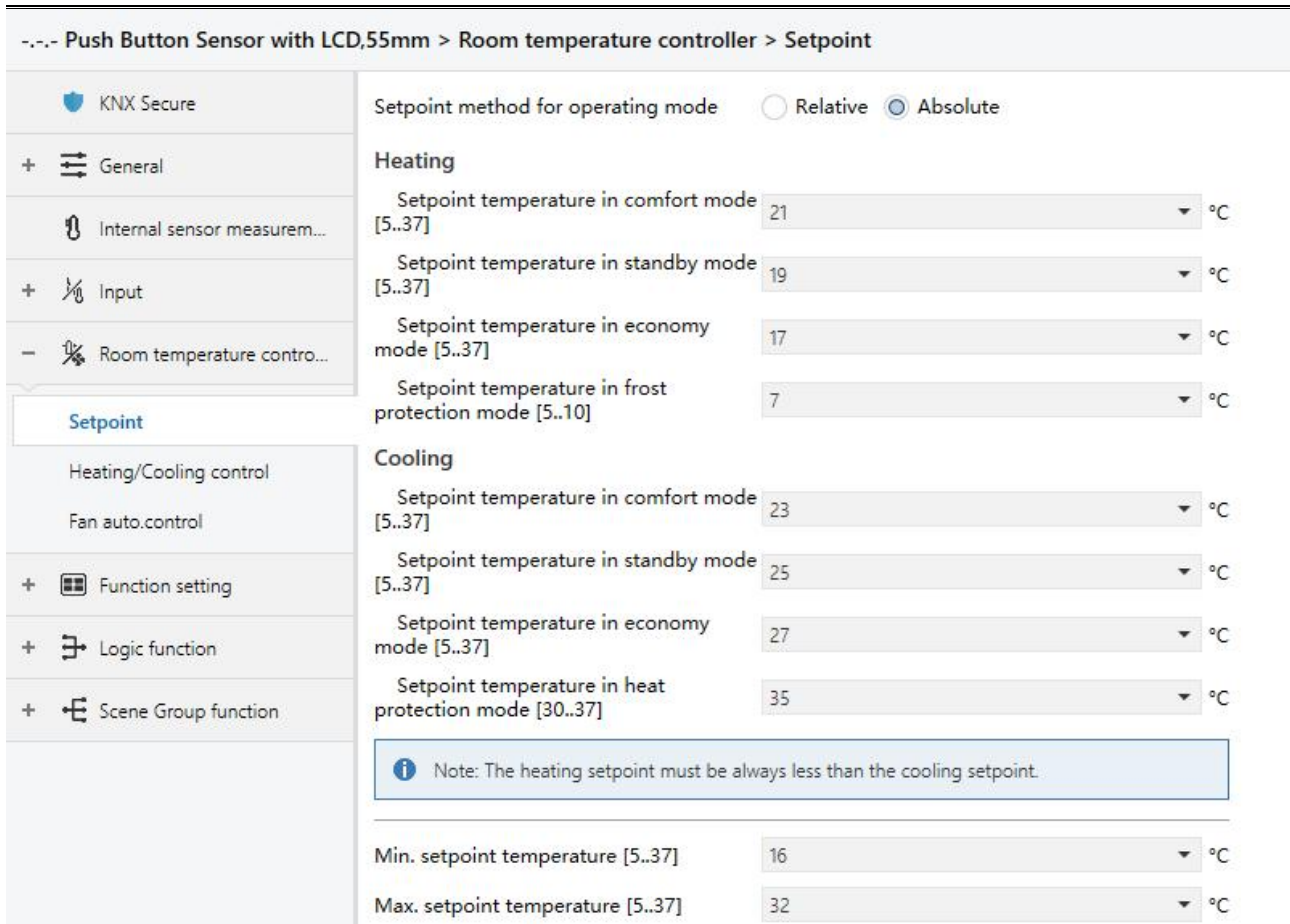 -.-.- Push Button Sensor with LCD,55mm > Room temperature controller > Setpoint
KNX Secure
+ General
Internal sensor measurem...
+ Input
- Room temperature contro...
Setpoint
Heating/Cooling control
Fan auto.control
+ Function setting
+ Logic function
+ Scene Group function
Setpoint method for operating mode Relative Absolute
Heating
Setpoint temperature in comfort mode
[5..37] 21 °C
Setpoint temperature in standby mode
[5..37] 19 °C
Setpoint temperature in economy
mode [5..37] 17 °C
Setpoint temperature in frost
protection mode [5..10] 7 °C
Cooling
Setpoint temperature in comfort mode
[5..37] 23 °C
Setpoint temperature in standby mode
[5..37] 25 °C
Setpoint temperature in economy
mode [5..37] 27 °C
Setpoint temperature in heat
protection mode [30..37] 35 °C
Note: The heating setpoint must be always less than the cooling setpoint.
Min. setpoint temperature [5..37] 16 °C
Max. setpoint temperature [5..37] 32 °C